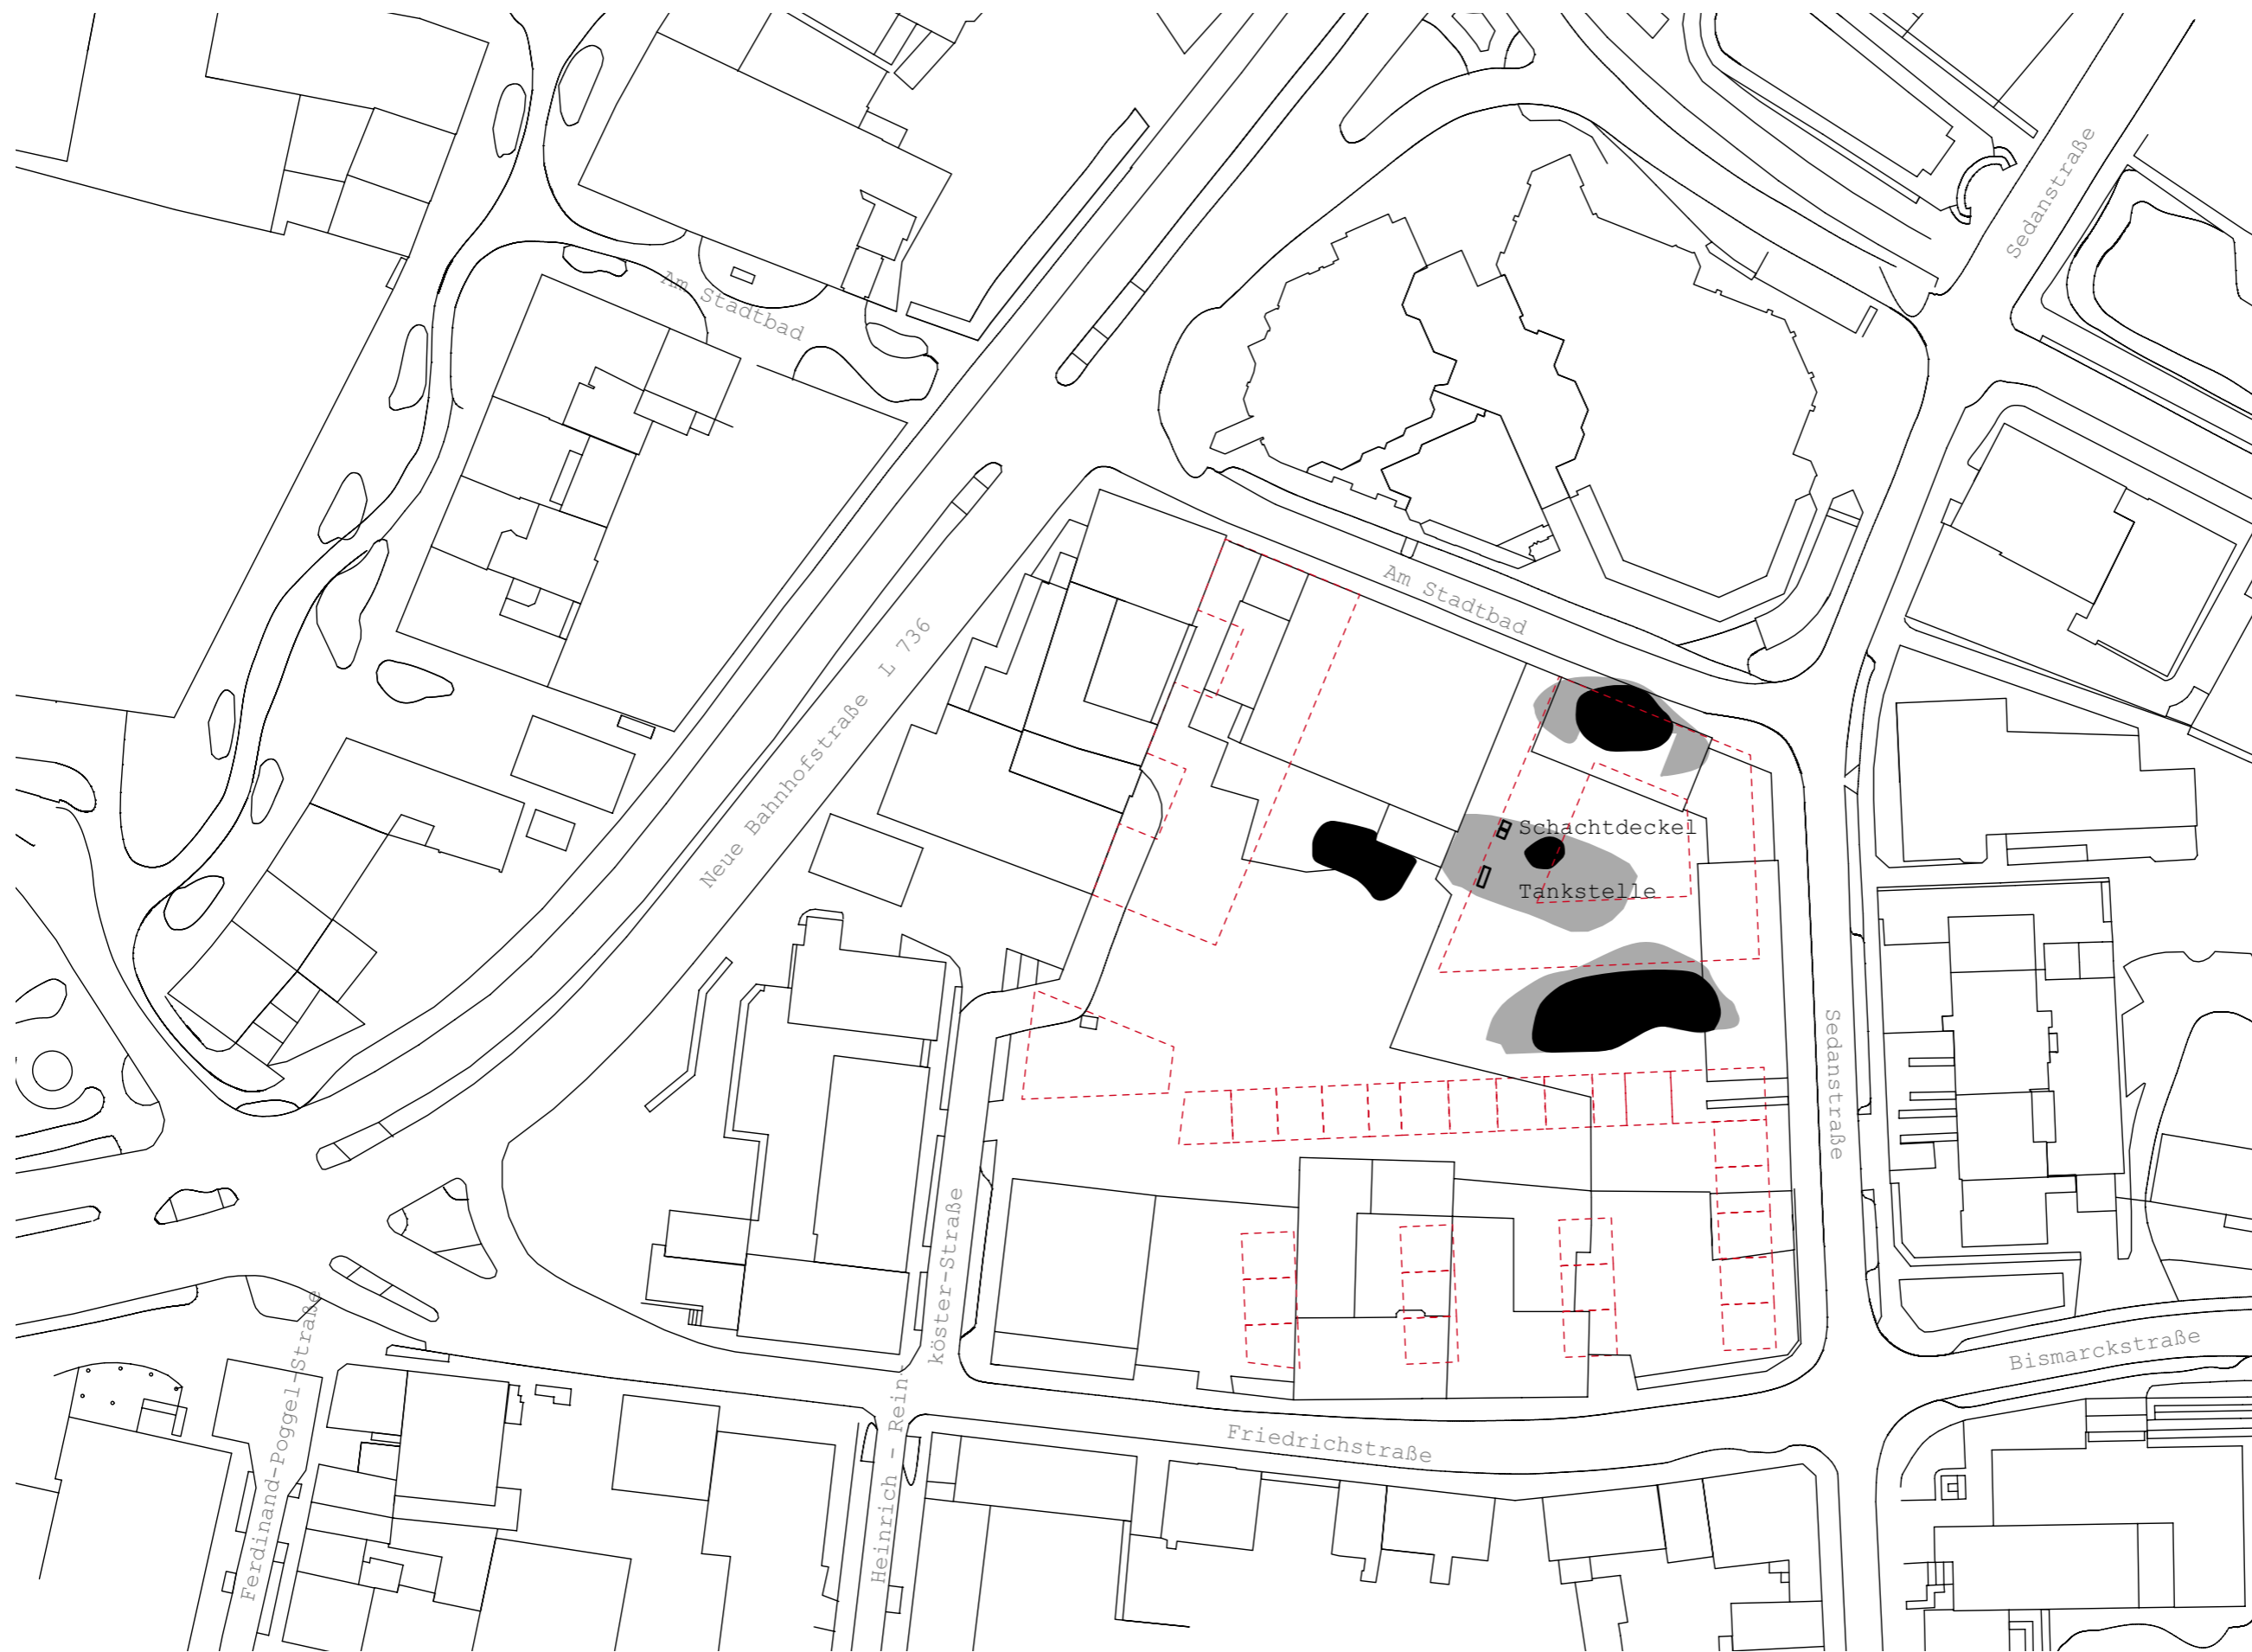 Sedanstraße
Am Stadtbad
Am Stadtbad
Neue Bahnhofstraße L 736
Schachtdeckel
Tankstelle
Sedanstraße
köster-Straße
Heinrich - Rein-
Ferdinand-Poggel-Straße
Friedrichstraße
Bismarckstraße